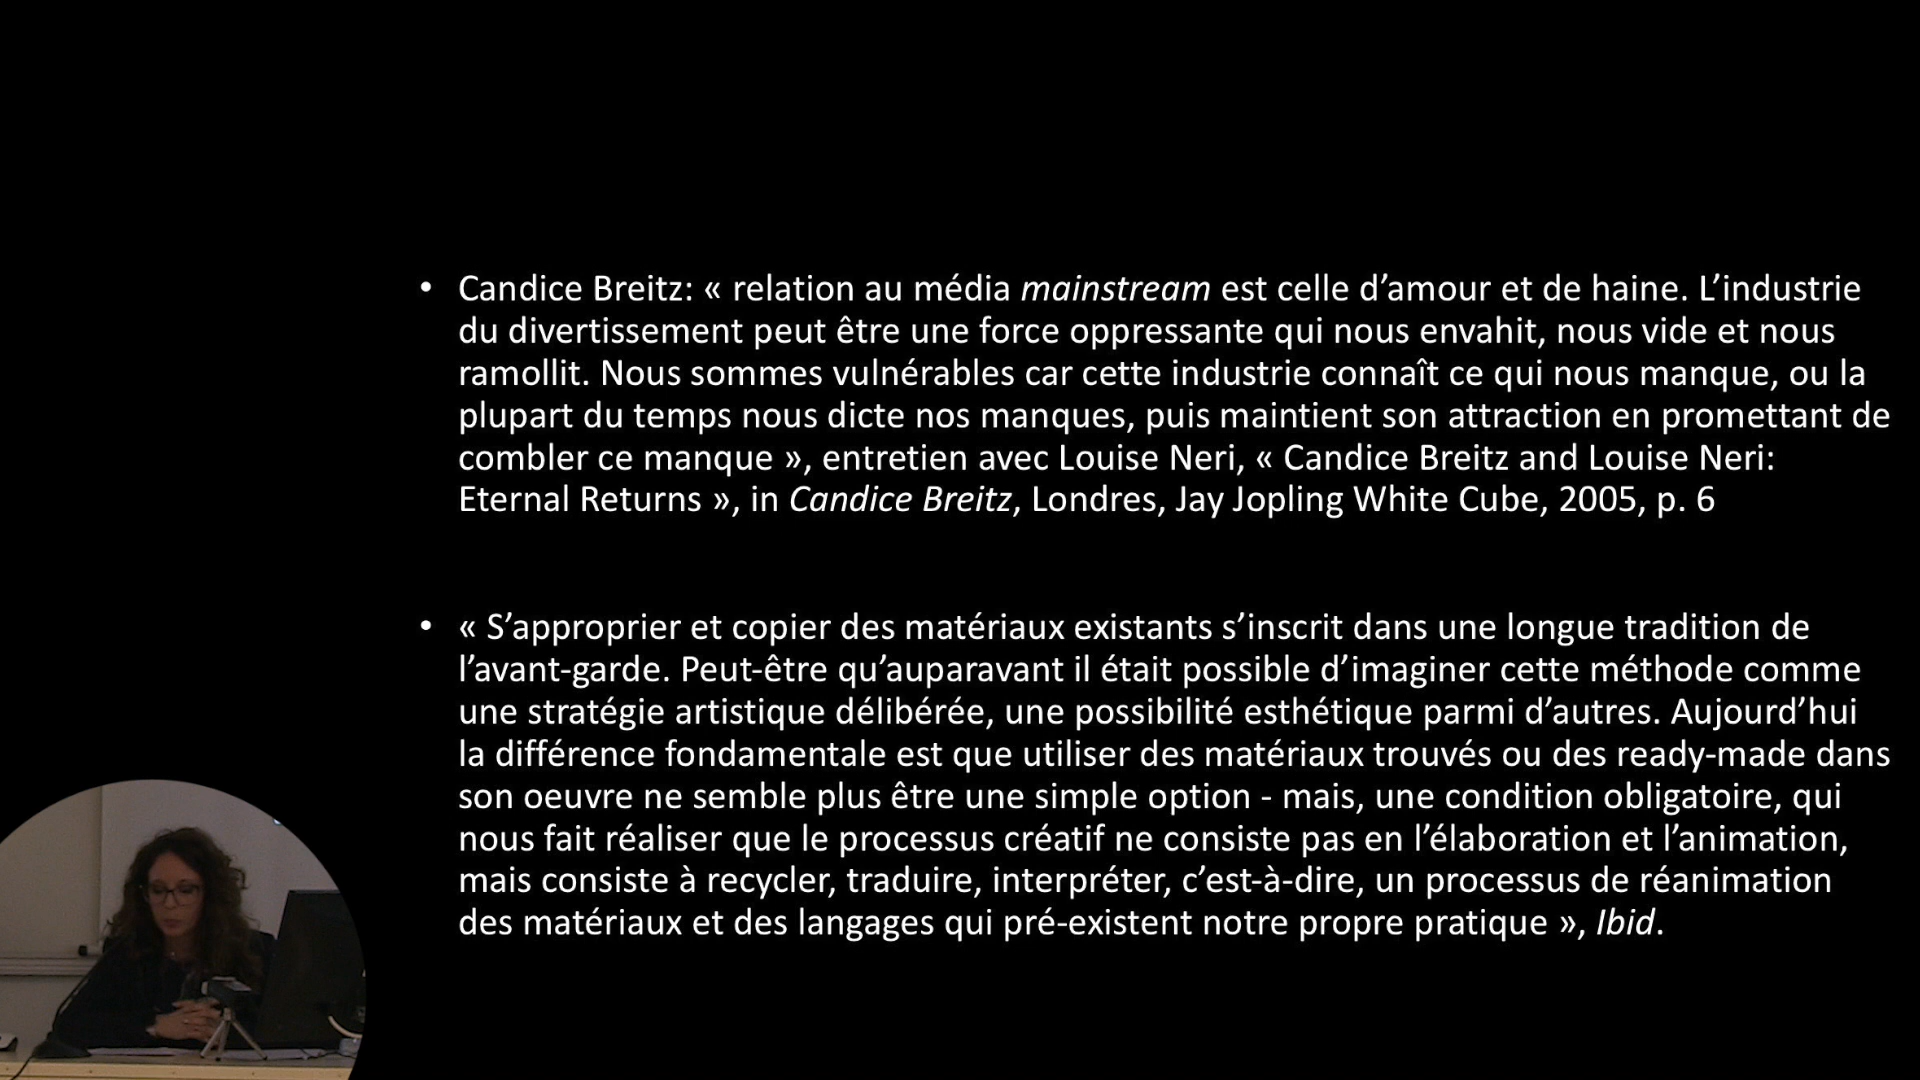 • Candice Breitz: « relation au média mainstream est celle d’amour et de haine. L’industrie
du divertissement peut être une force oppressante qui nous envahit, nous vide et nous
ramollit. Nous sommes vulnérables car cette industrie connaît ce qui nous manque, ou la
plupart du temps nous dicte nos manques, puis maintient son attraction en promettant de
combler ce manque », entretien avec Louise Neri, « Candice Breitz and Louise Neri:
Eternal Returns », in Candice Breitz, Londres, Jay Jopling White Cube, 2005, p. 6
• « S’approprier et copier des matériaux existants s’inscrit dans une longue tradition de
l’avant-garde. Peut-être qu’auparavant il était possible d’imaginer cette méthode comme
une stratégie artistique délibérée, une possibilité esthétique parmi d’autres. Aujourd’hui
la différence fondamentale est que utiliser des matériaux trouvés ou des ready-made dans
son oeuvre ne semble plus être une simple option - mais, une condition obligatoire, qui
nous fait réaliser que le processus créatif ne consiste pas en l’élaboration et l’animation,
mais consiste à recycler, traduire, interpréter, c’est-à-dire, un processus de réanimation
des matériaux et des langages qui pré-existent notre propre pratique », Ibid.